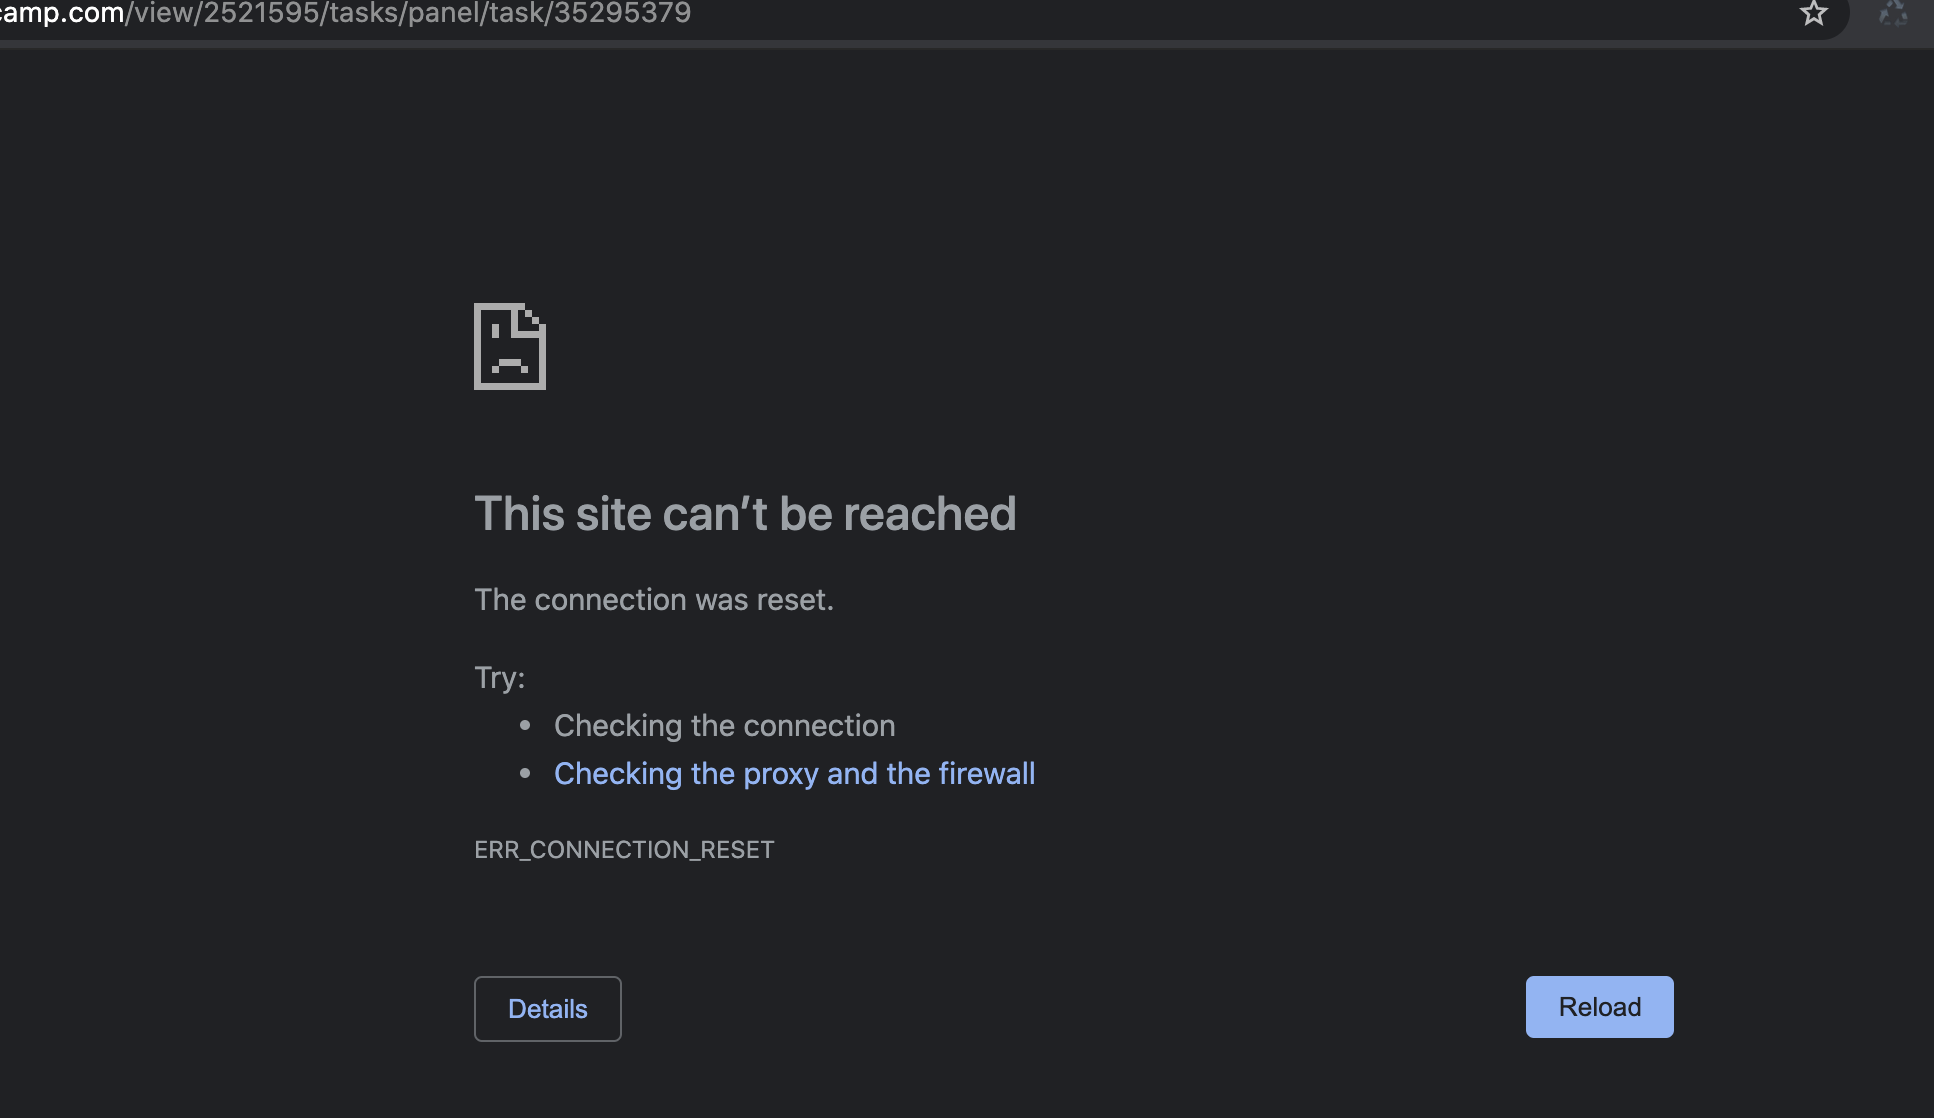 camp.com/view/2521595/tasks/panel/task/35295379
This site can’t be reached
The connection was reset.
Try:
• Checking the connection
• Checking the proxy and the firewall
ERR_CONNECTION_RESET
Details
Reload